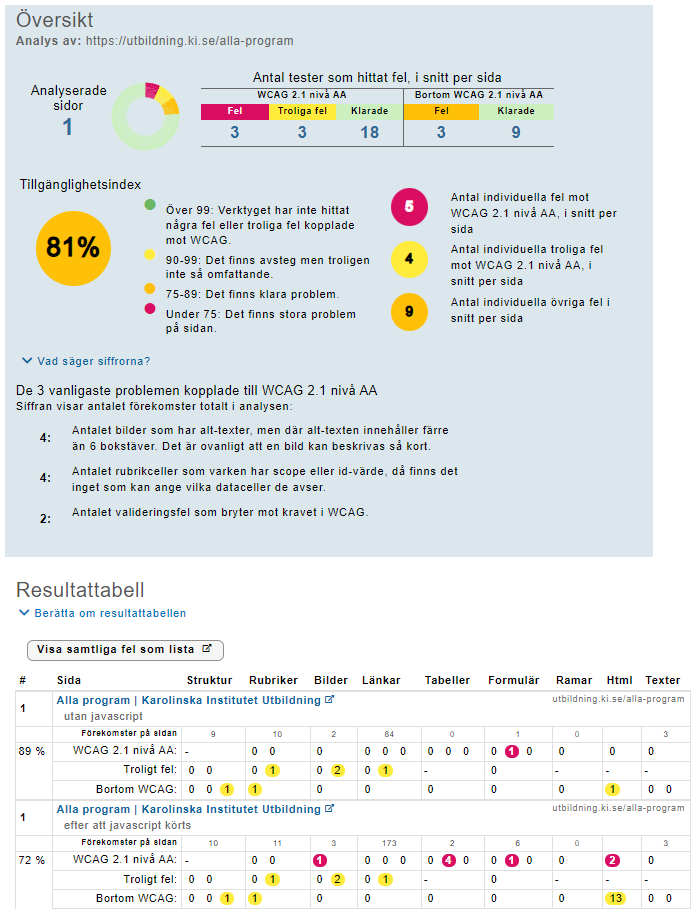 Översikt
Analys av: https://utbildning.ki.se/alla-program
Antal tester som hittat fel, i snitt per sida
Analyserade
sidor
1
WCAG 2.1 nivå AA Bortom WCAG 2.1 nivå AA
Fel Troliga fel Klarade Fel Klarade
3 3 18 3 9
Tillgänglighetsindex
81%
Över 99: Verktyget har inte hittat
några fel eller troliga fel kopplade
mot WCAG.
90-99: Det finns avsteg men troligen
inte så omfattande.
75-89: Det finns klara problem.
Under 75: Det finns stora problem
på sidan.
5
Antal individuella fel mot
WCAG 2.1 nivå AA, i snitt per
sida
4
Antal individuella troliga fel
mot WCAG 2.1 nivå AA, i
snitt per sida
9
Antal individuella övriga fel i
snitt per sida
Vad säger siffrorna?
De 3 vanligaste problemen kopplade till WCAG 2.1 nivå AA
Siffran visar antalet förekomster totalt i analysen:
4: Antalet bilder som har alt-texter, men där alt-texten innehåller färre
än 6 bokstäver. Det är ovanligt att en bild kan beskrivas så kort.
4: Antalet rubrikceller som varken har scope eller id-värde, då finns det
inget som kan ange vilka dataceller de avser.
2: Antalet valideringsfel som bryter mot kravet i WCAG.
Resultattabell
Berätta om resultattabellen
Visa samtliga fel som lista
# Sida Struktur Rubriker Bilder Länkar Tabeller Formulär Ramar Html Texter
1 Alla program | Karolinska Institutet Utbildning utbildning.ki.se/alla-program
utan javascript
Förekomster på sidan 9 10 2 84 0 1 0 3
89 % WCAG 2.1 nivå AA: - 0 0 0 0 0 0 0 0 0 0 1 0 0 0 0
Troligt fel: 0 0 0 1 0 2 0 1 - 0 - - -
Bortom WCAG: 0 0 1 1 0 0 0 0 0 1 0 0
1 Alla program | Karolinska Institutet Utbildning utbildning.ki.se/alla-program
efter att javascript körts
Förekomster på sidan 10 11 3 173 2 6 0 3
72 % WCAG 2.1 nivå AA: - 0 0 1 0 0 0 0 4 0 0 1 0 0 2 0
Troligt fel: 0 0 0 1 0 2 0 1 - 0 - - -
Bortom WCAG: 0 0 1 1 0 0 0 0 0 13 0 0